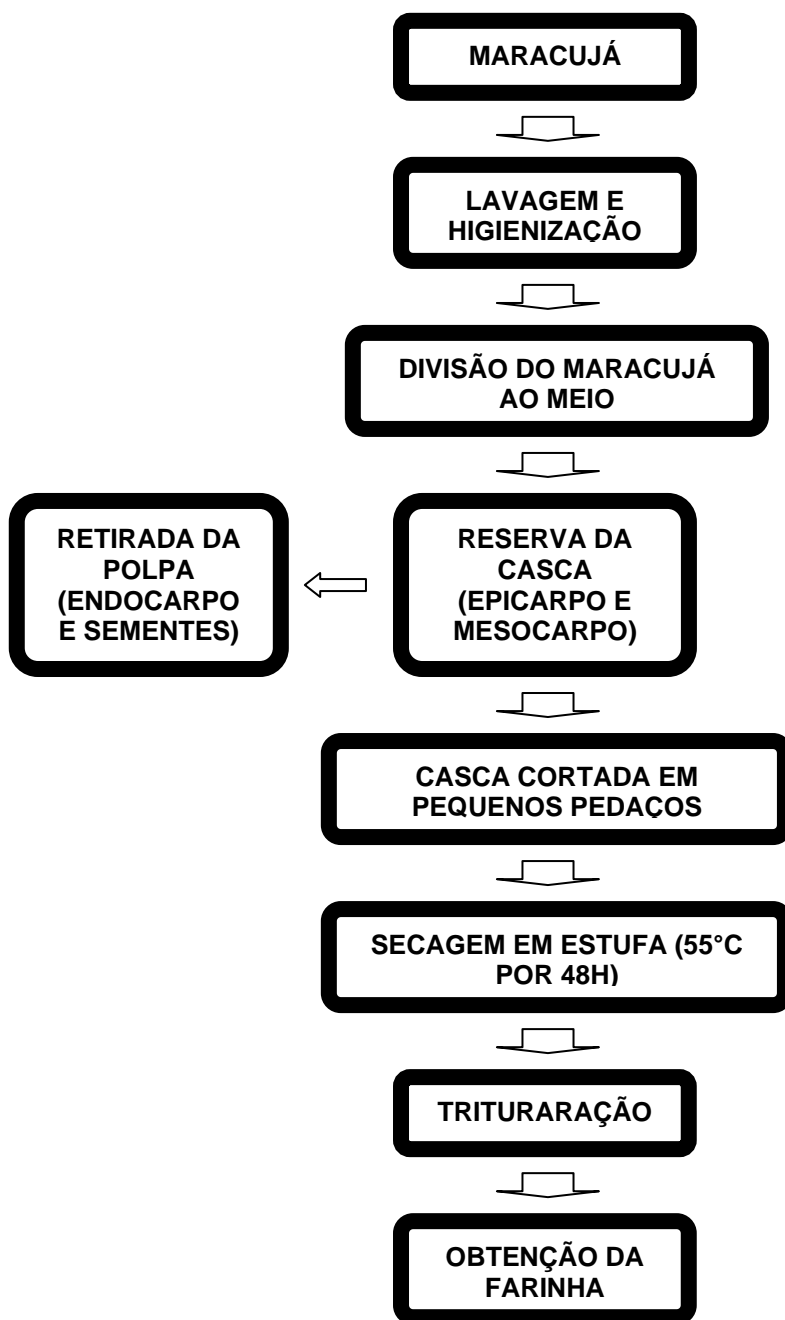 MARACUJÁ
LAVAGEM E
HIGIENIZAÇÃO
DIVISÃO DO MARACUJÁ
AO MEIO
RETIRADA DA
POLPA
(ENDOCARPO
E SEMENTES)
RESERVA DA
CASCA
(EPICARPO E
MESOCARPO)
CASCA CORTADA EM
PEQUENOS PEDAÇOS
SECAGEM EM ESTUFA (55°C
POR 48H)
TRITURARAÇÃO
OBTENÇÃO DA
FARINHA